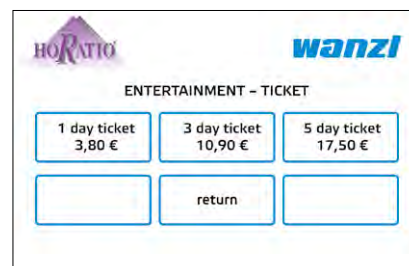 HORATIO
wanzl
ENTERTAINMENT – TICKET
1 day ticket
3,80 €
3 day ticket
10,90 €
5 day ticket
17,50 €
return